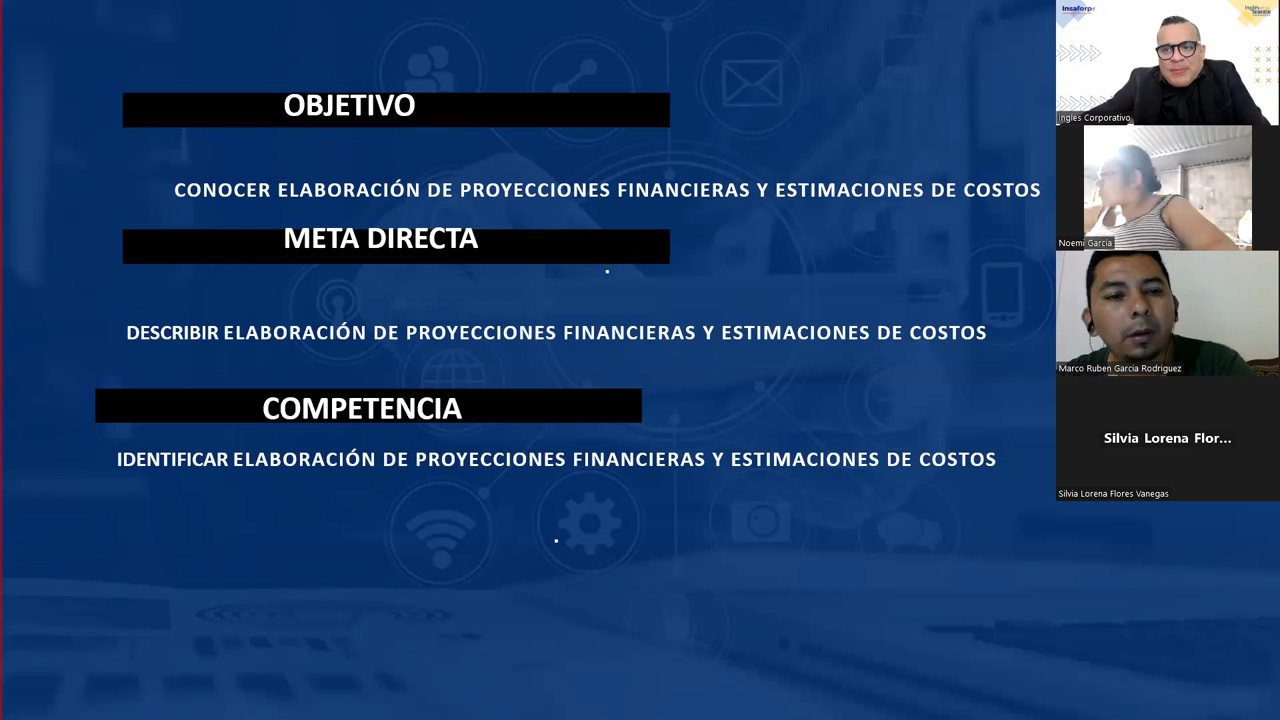 OBJETIVO
CONOCER ELABORACIÓN DE PROYECCIONES FINANCIERAS Y ESTIMACIONES DE COSTOS
META DIRECTA
DESCRIBIR ELABORACIÓN DE PROYECCIONES FINANCIERAS Y ESTIMACIONES DE COSTOS
COMPETENCIA
IDENTIFICAR ELABORACIÓN DE PROYECCIONES FINANCIERAS Y ESTIMACIONES DE COSTOS
Insaforp
Ingles Corporativo
Noemi Garcia
Marco Ruben Garcia Rodriguez
Silvia Lorena Flor...
Silvia Lorena Flores Vanegas